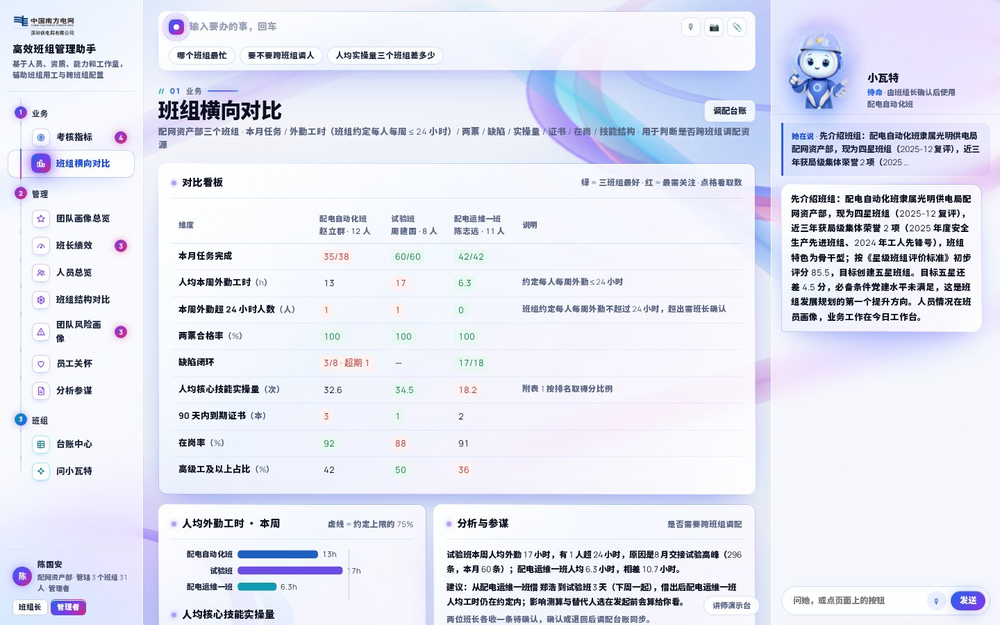 中国南方电网
CHINA SOUTHERN POWER GRID
深圳供电局有限公司
高效班组管理助手
基于人员、资质、能力和工作量，
辅助班组用工与跨班组配置
1 业务
考核指标 4
班组横向对比
2 管理
团队画像总览
班长绩效 3
人员总览
班组结构对比
团队风险画
像 3
员工关怀
分析参谋
3 班组
台账中心
问小瓦特
陈 陈国安
配网资产部·管辖 3 个班组 31
人·管理者
班组长 管理者
输入要办的事，回车
哪个班组最忙 要不要跨班组调人 人均实操量三个班组差多少
// 01 业务
班组横向对比
调配台账
配网资产部三个班组 · 本月任务 / 外勤工时（班组约定每人每周 ≤ 24 小时）/ 两票 / 缺陷 / 实操量 / 证书 / 在岗 / 技能结构 · 用于判断是否跨班组调配资
源
对比看板 绿 = 三班组最好 · 红 = 最需关注 · 点格看取数
维度 配电自动化班 试验班 配电运维一班 说明
赵立群 · 12 人 周建国 · 8 人 陈志远 · 11 人
本月任务完成 35/38 60/60 42/42
人均本周外勤工时（h） 13 17 6.3 约定每人每周外勤 ≤ 24 小时
本周外勤超 24 小时人数（人） 1 1 0 班组约定每人每周外勤不超过 24 小时，超出需班长确认
两票合格率（%） 100 100 100
缺陷闭环 3/8 · 超期 1 — 17/18
人均核心技能实操量（次） 32.6 34.5 18.2 附表 1 按排名取得分比例
90 天内到期证书（本） 3 1 2
在岗率（%） 92 88 91
高级工及以上占比（%） 42 50 36
人均外勤工时 · 本周 虚线 = 约定上限的 75%
配电自动化班 13h
试验班 17h
配电运维一班 6.3h
人均核心技能实操量
分析与参谋 是否需要跨班组调配
试验班本周人均外勤 17 小时，有 1 人超 24 小时，原因是8 月交接试验高峰（296
条，本月 60 条）；配电运维一班人均 6.3 小时，相差 10.7 小时。
建议：从配电运维一班借 郑浩 到试验班 3 天（下周一起），借出后配电运维一班
人均工时仍在约定内；影响测算与替代人选在发起前会算给你看。
两位班长各收一条待确认，确认或退回后调配台账同步。
讲师演示台
小瓦特
待命 · 由班组长确认后使用
配电自动化班
她在说 · 先介绍班组：配电自动化班隶属光明供电局
配网资产部，现为四星班组（2025-12 复评），近三
年获局级集体荣誉 2 项（2025 …
先介绍班组：配电自动化班隶属光明供电局配
网资产部，现为四星班组（2025-12 复评），
近三年获局级集体荣誉 2 项（2025 年度安全
生产先进班组、2024 年工人先锋号），班组
特色为骨干型；按《星级班组评价标准》初步
评分 85.5，目标创建五星班组。目标五星还
差 4.5 分，必备条件党建水平未满足，这是班
组发展规划的第一个提升方向。人员情况在班
员画像，业务工作在今日工作台。
问她，或点页面上的按钮 发送